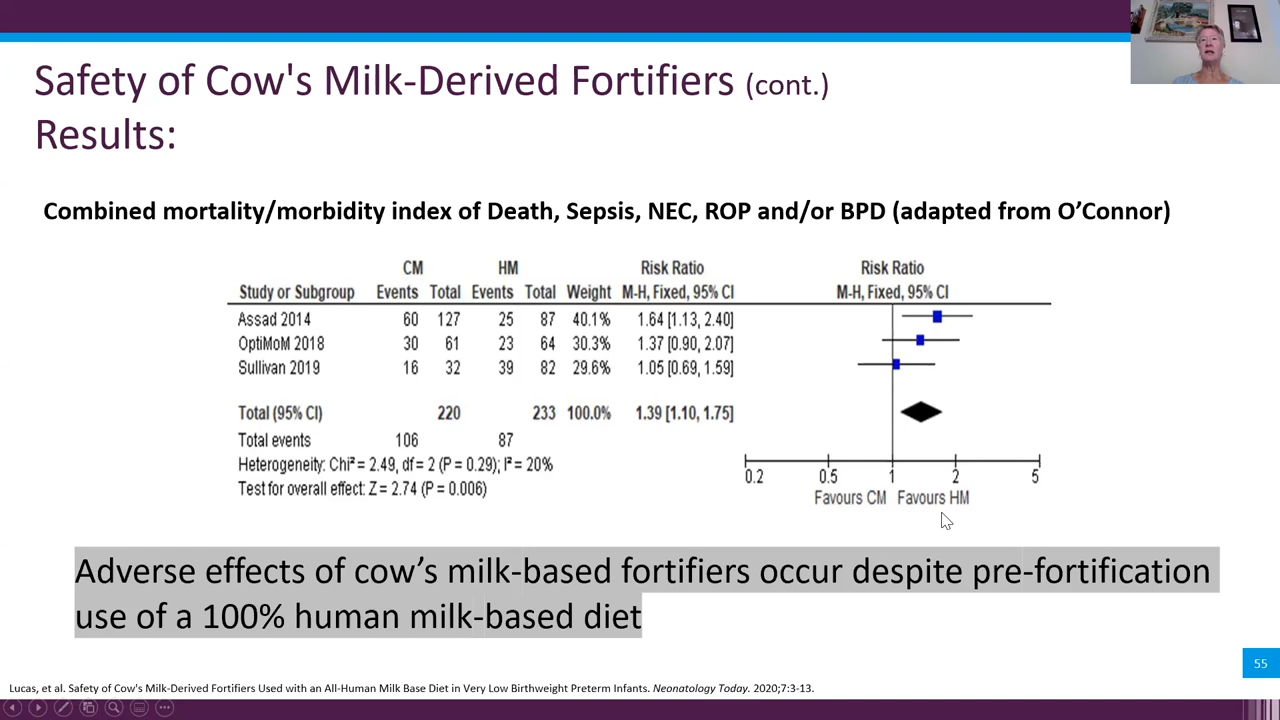 Safety of Cow's Milk-Derived Fortifiers (cont.)
Results:
Combined mortality/morbidity index of Death, Sepsis, NEC, ROP and/or BPD (adapted from O’Connor)
CM HM Risk Ratio Risk Ratio
Study or Subgroup Events Total Events Total Weight M-H, Fixed, 95% CI M-H, Fixed, 95% CI
Assad 2014 60 127 25 87 40.1% 1.64 [1.13, 2.40]
OptiMoM 2018 30 61 23 64 30.3% 1.37 [0.90, 2.07]
Sullivan 2019 16 32 39 82 29.6% 1.05 [0.69, 1.59]
Total (95% CI) 220 233 100.0% 1.39 [1.10, 1.75]
Total events 106 87
Heterogeneity: Chi² = 2.49, df = 2 (P = 0.29); I² = 20%
Test for overall effect: Z = 2.74 (P = 0.006)
0.2 0.5 1 2 5
Favours CM Favours HM
Adverse effects of cow’s milk-based fortifiers occur despite pre-fortification
use of a 100% human milk-based diet
55
Lucas, et al. Safety of Cow's Milk-Derived Fortifiers Used with an All-Human Milk Base Diet in Very Low Birthweight Preterm Infants. Neonatology Today. 2020;7:3-13.